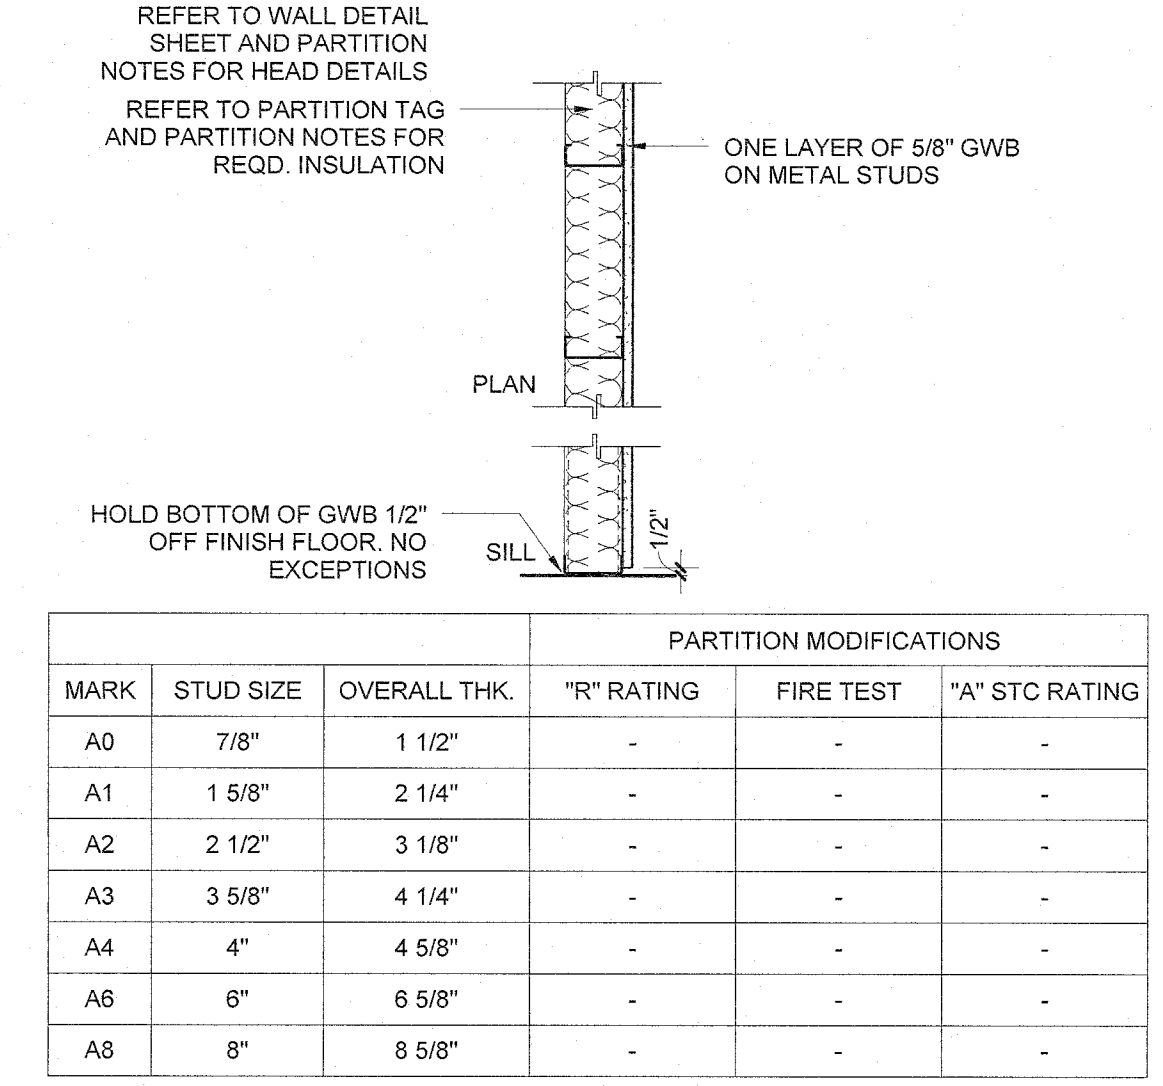 REFER TO WALL DETAIL
SHEET AND PARTITION
NOTES FOR HEAD DETAILS
REFER TO PARTITION TAG
AND PARTITION NOTES FOR
REQD. INSULATION
ONE LAYER OF 5/8" GWB
ON METAL STUDS
PLAN
HOLD BOTTOM OF GWB 1/2"
OFF FINISH FLOOR. NO
EXCEPTIONS
SILL
1/2"
PARTITION MODIFICATIONS
MARK STUD SIZE OVERALL THK. "R" RATING FIRE TEST "A" STC RATING
A0 7/8" 1 1/2" - - -
A1 1 5/8" 2 1/4" - - -
A2 2 1/2" 3 1/8" - - -
A3 3 5/8" 4 1/4" - - -
A4 4" 4 5/8" - - -
A6 6" 6 5/8" - - -
A8 8" 8 5/8" - - -